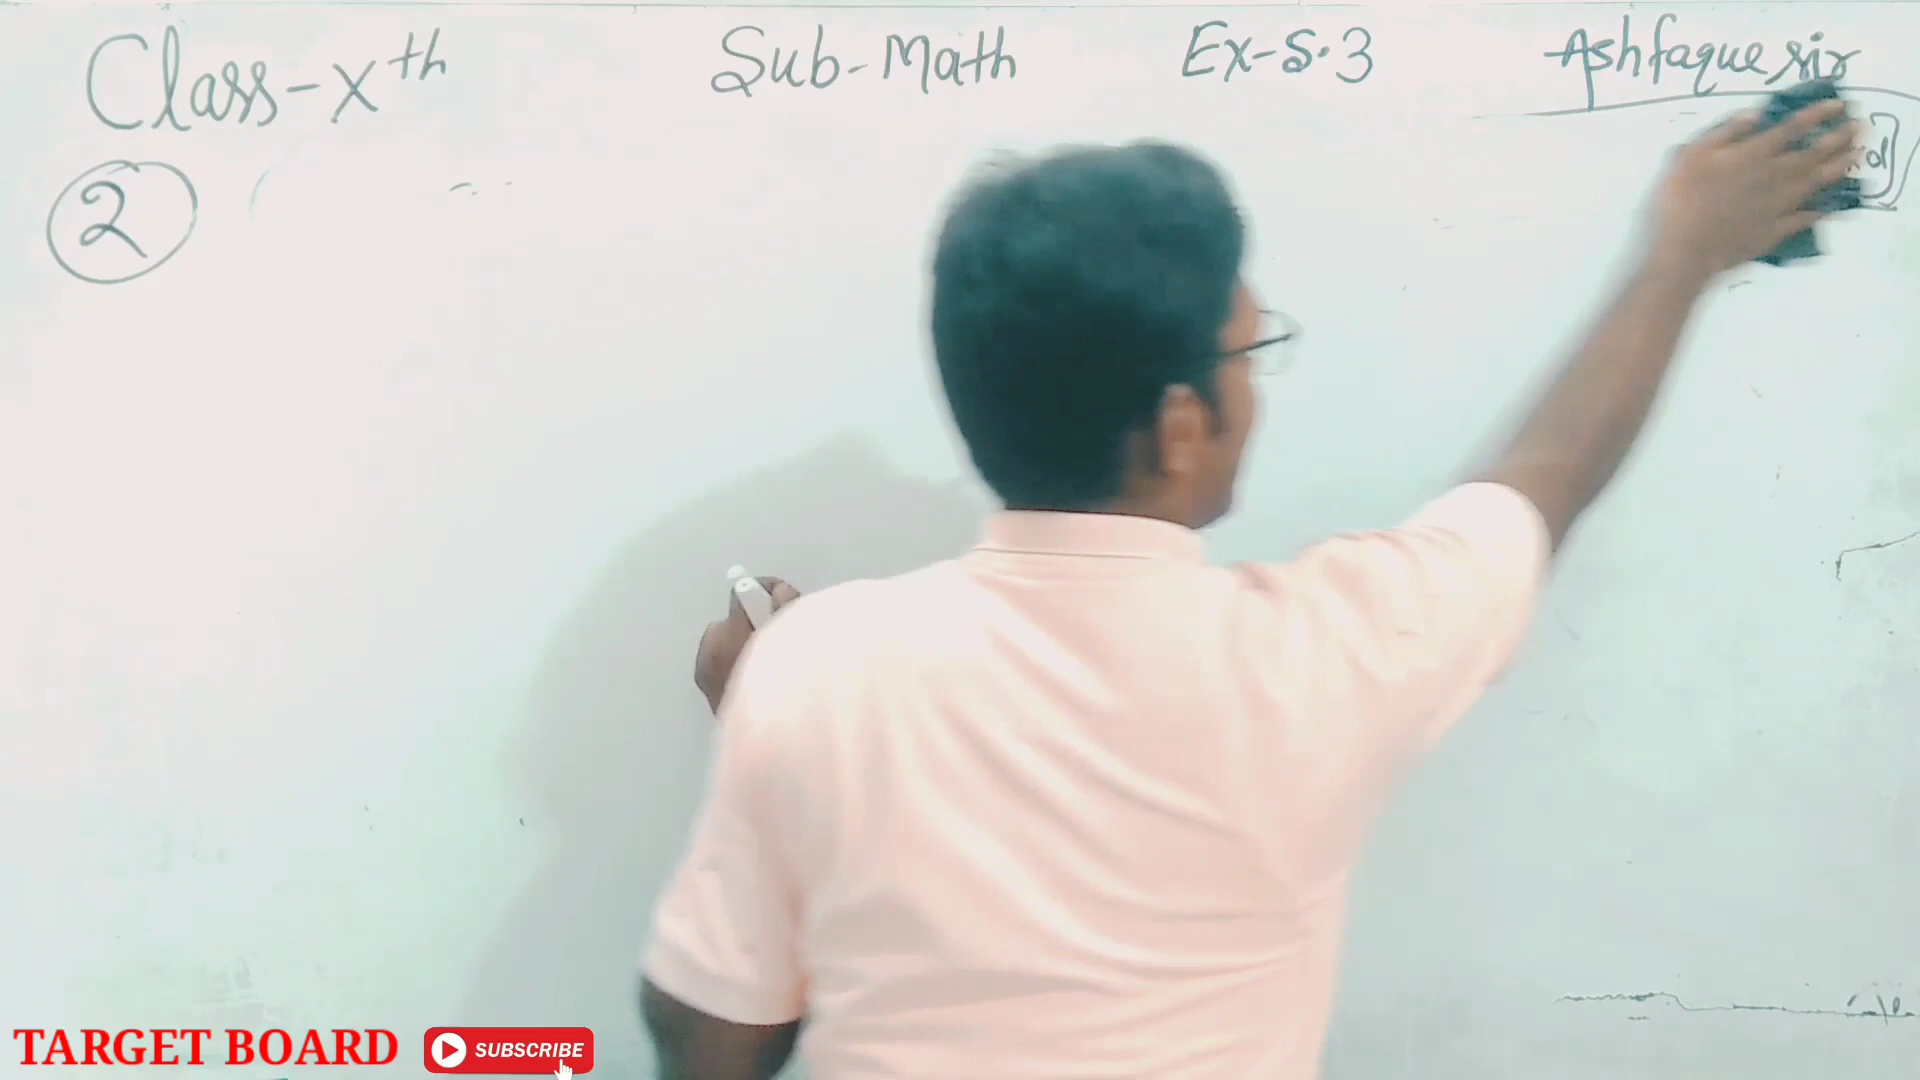 Class-Xth Sub-Math Ex-5.3 Ashfaque sir
2
TARGET BOARD SUBSCRIBE